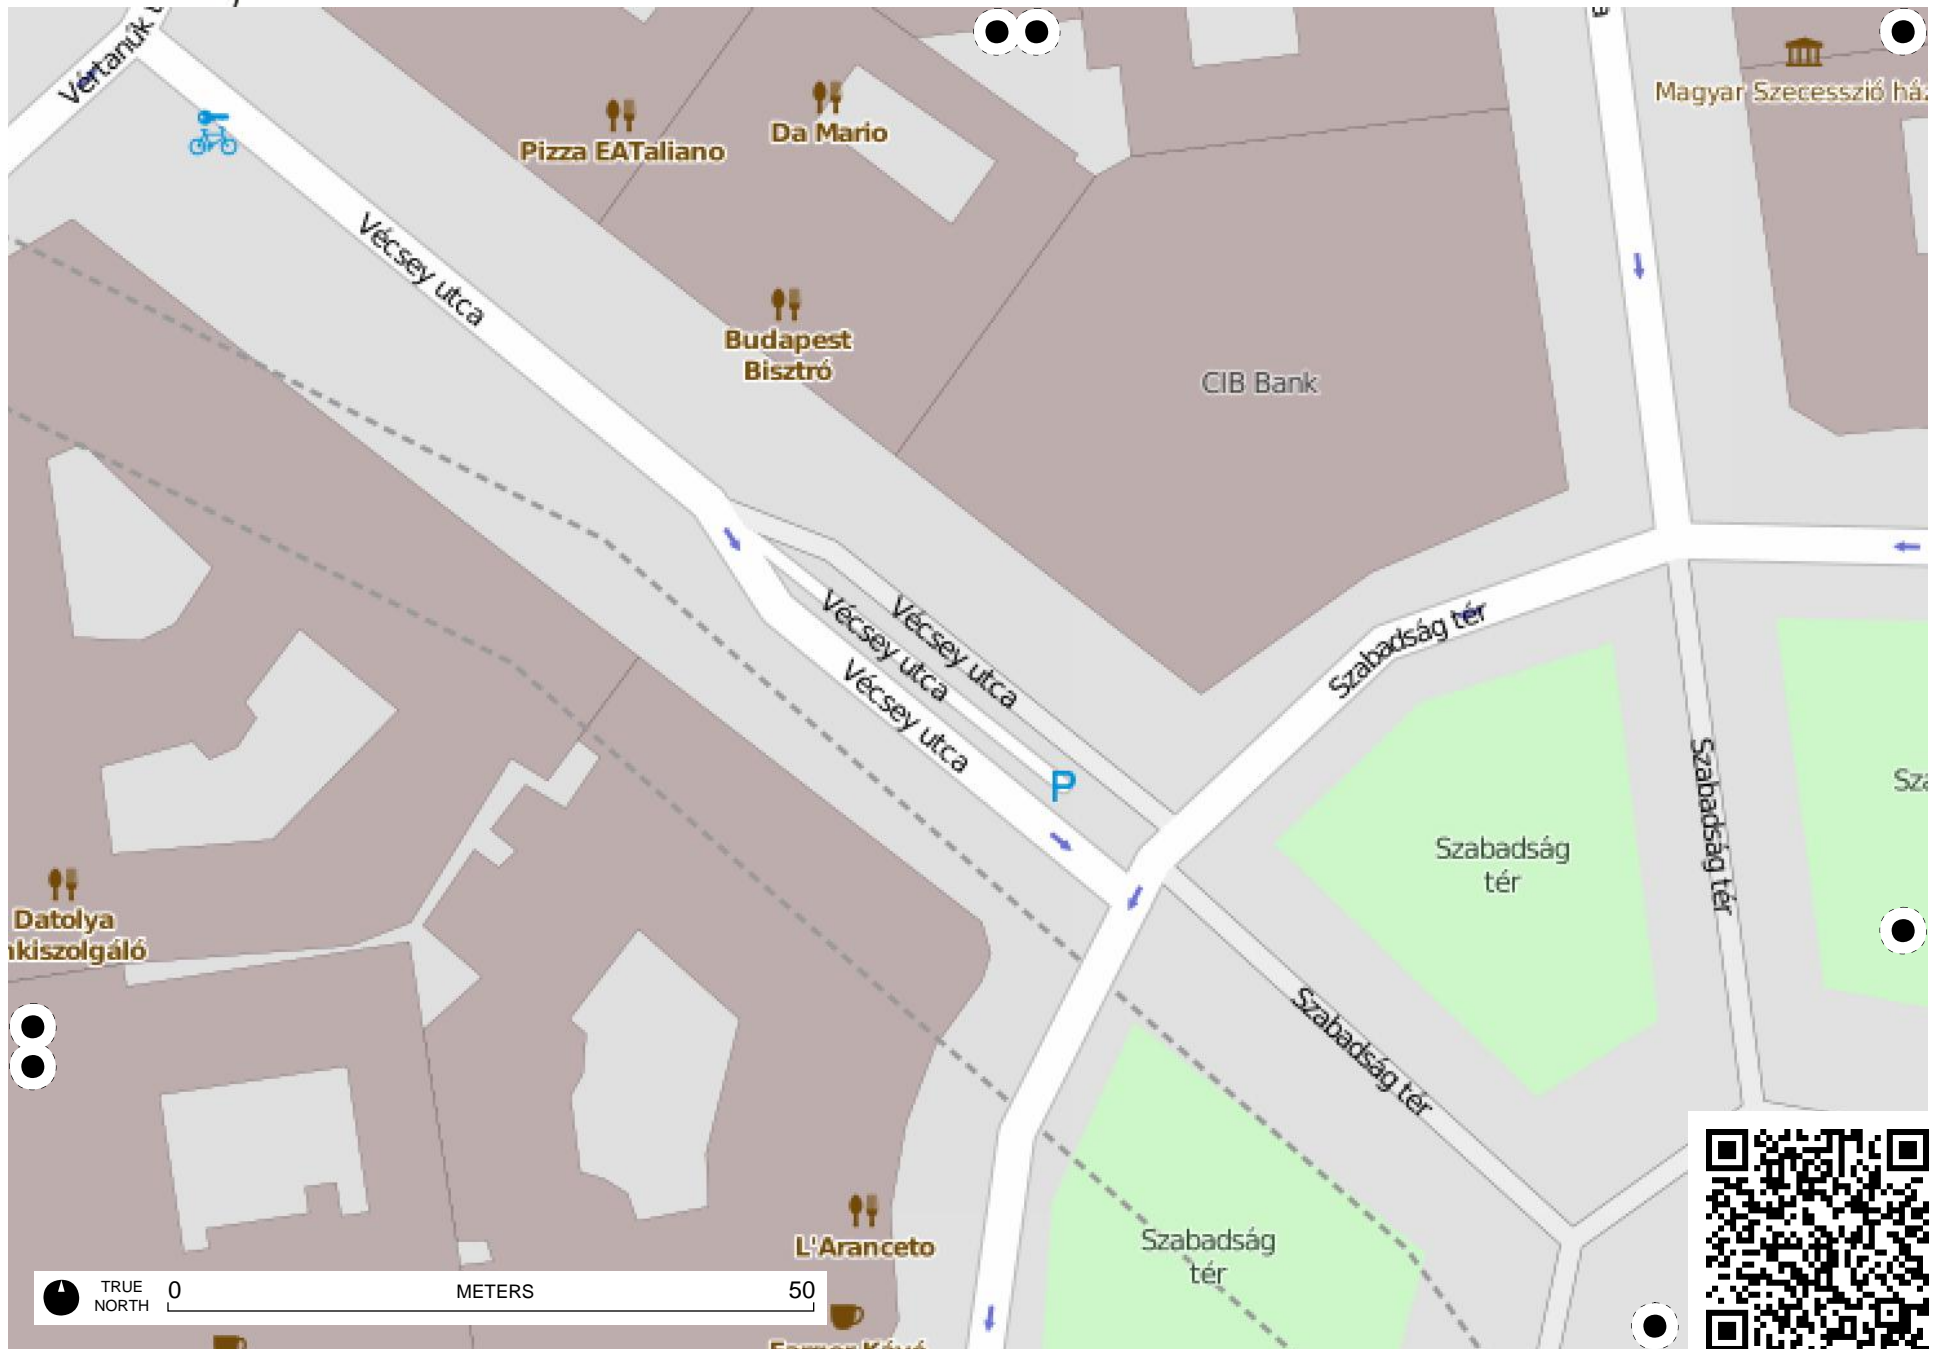 Vértanúk
Magyar Szecesszió
Da Mario
Pizza EATaliano
Vécsey utca
Budapest
Bisztró
CIB Bank
Vécsey utca
Vécsey utca
Vécsey utca
Szabadság tér
P
Szabadság tér
Szabadság
tér
Datolya
Szabadság tér
L'Aranceto
Szabadság
tér
TRUE
NORTH
0 METERS 50